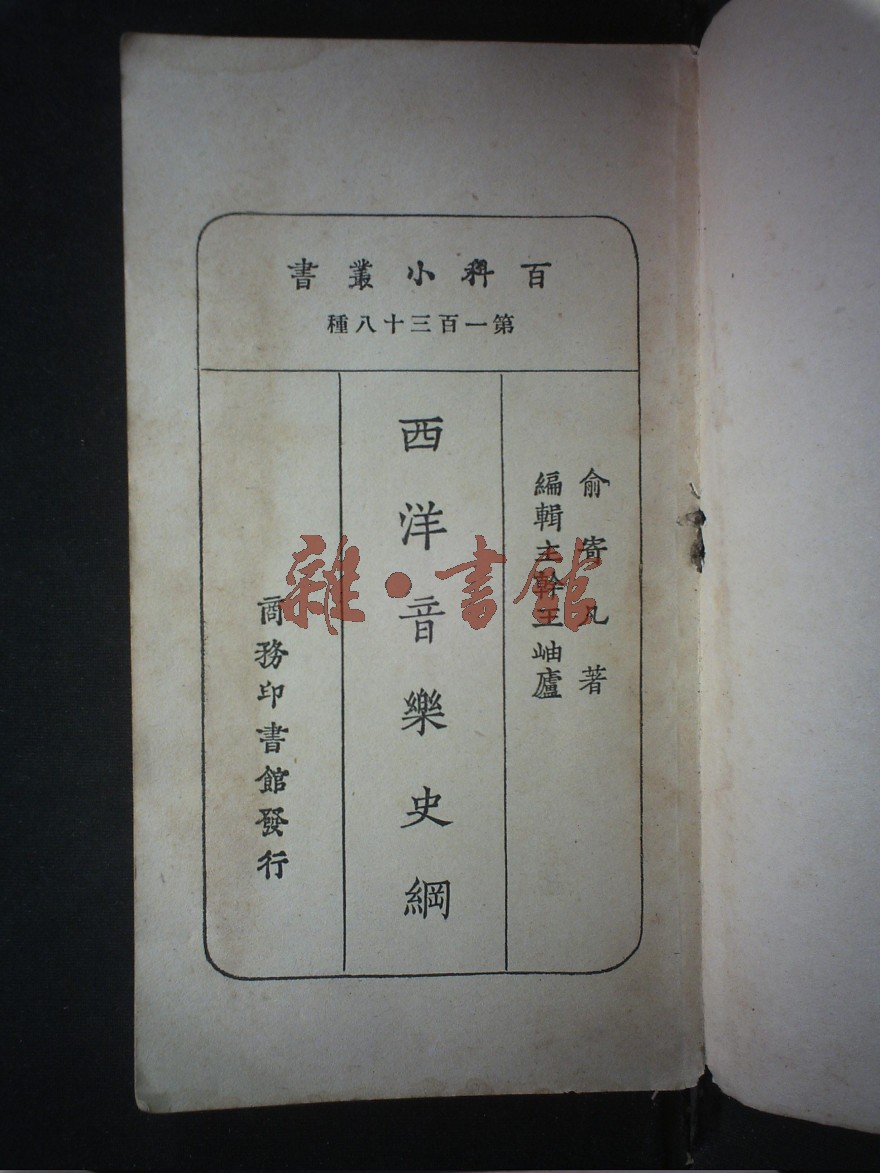 百科小叢書
第一百三十八種
俞寄凡著
編輯主幹王岫廬
西洋音樂史綱
商務印書館發行
雜·書館